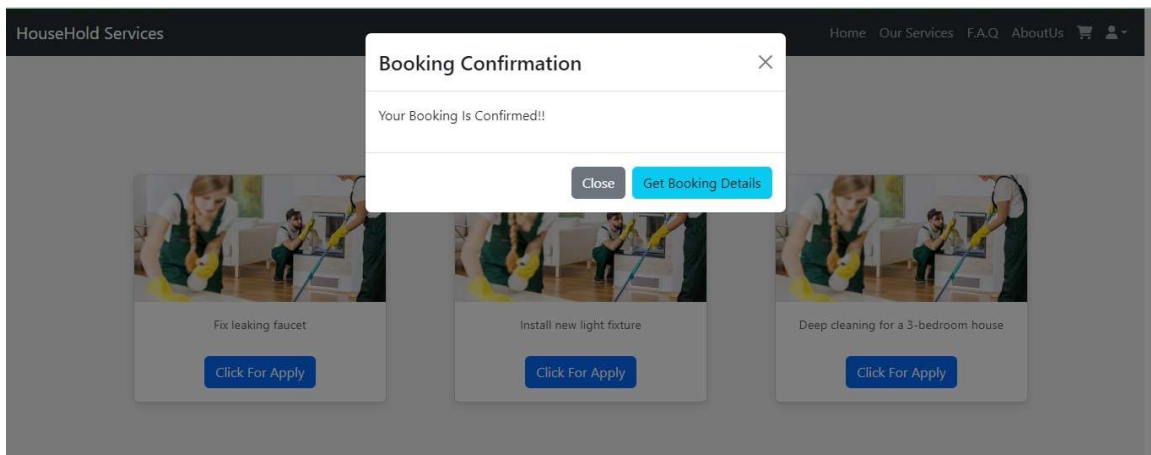 HouseHold Services
Home Our Services F.A.Q AboutUs
Booking Confirmation
Your Booking Is Confirmed!!
Close Get Booking Details
Fix leaking faucet
Install new light fixture
Deep cleaning for a 3-bedroom house
Click For Apply
Click For Apply
Click For Apply